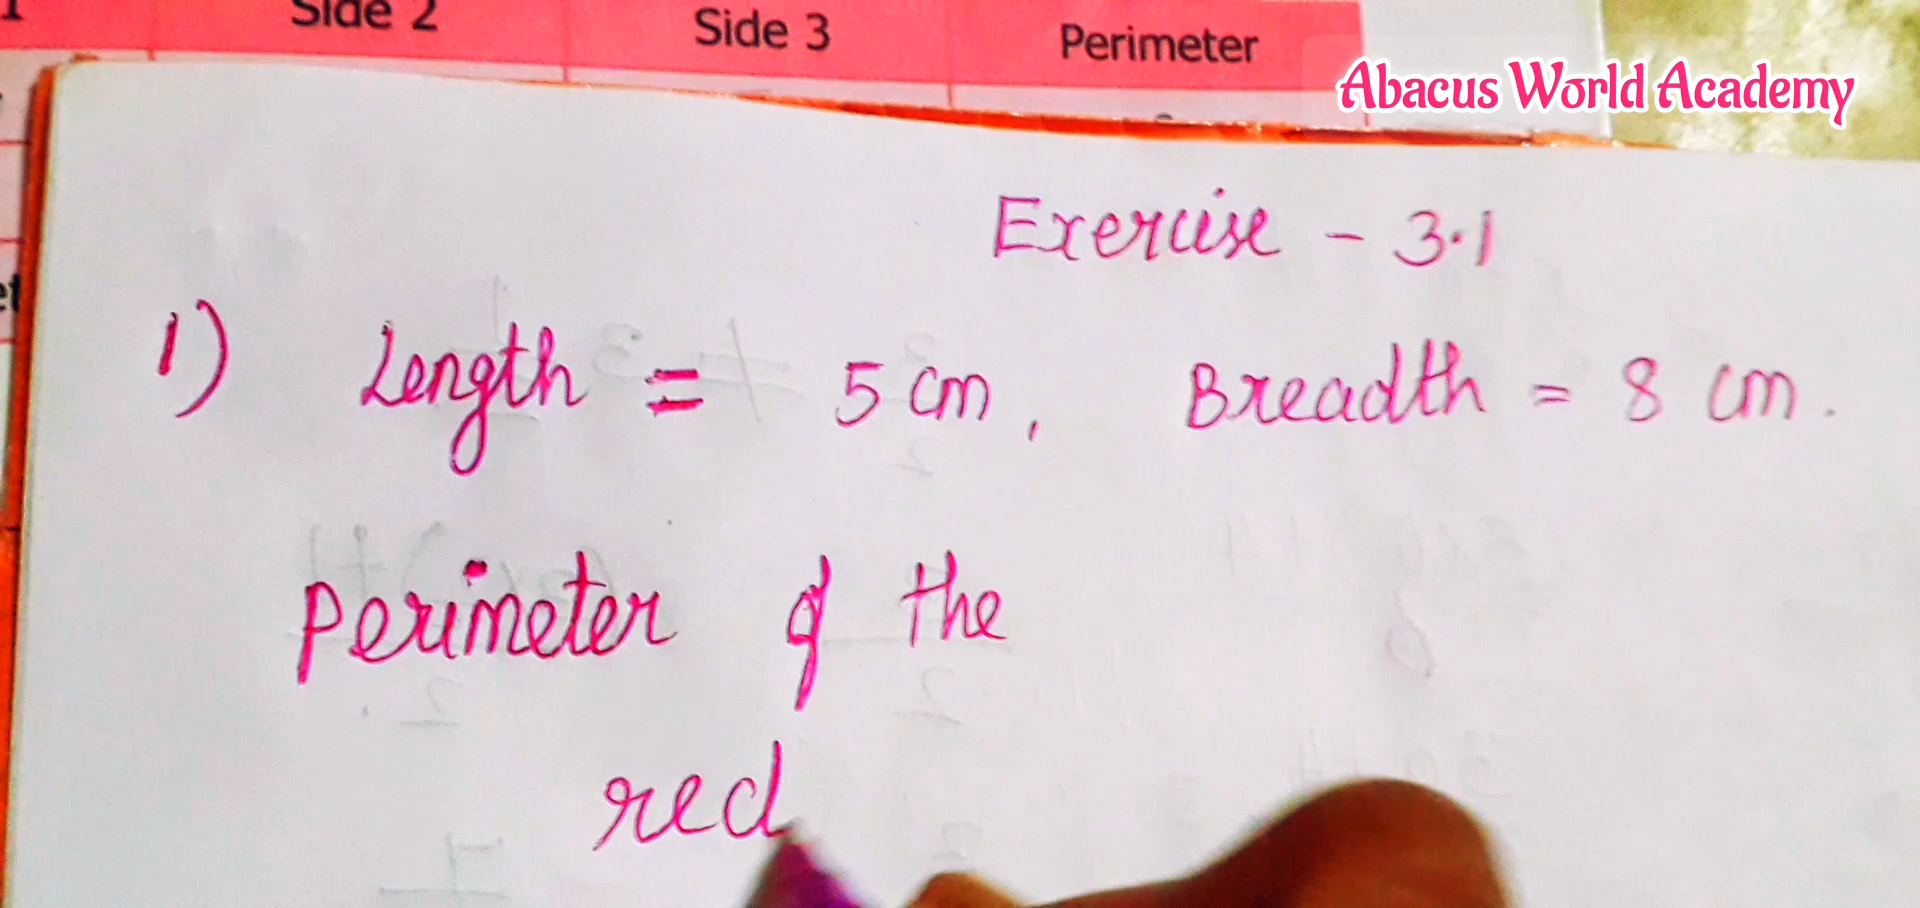 Side 2 Side 3 Perimeter
Abacus World Academy
Exercise - 3.1
1) Length = 5 cm, Breadth = 8 cm.
Perimeter of the
rect